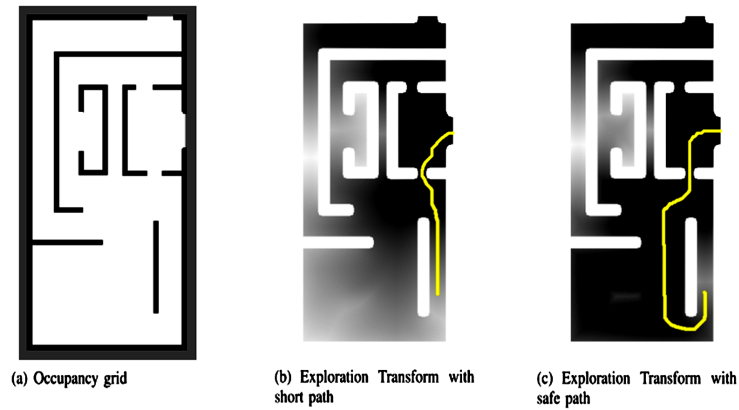 (a) Occupancy grid
(b) Exploration Transform with
short path
(c) Exploration Transform with
safe path